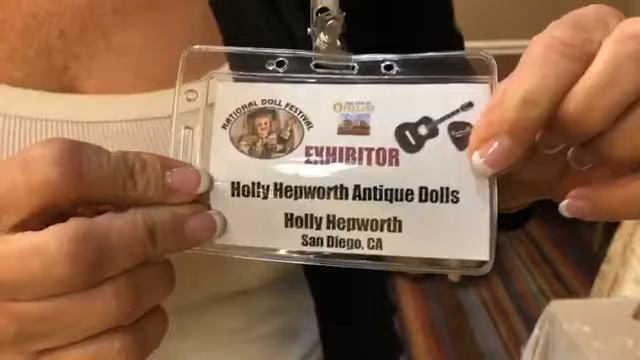 NATIONAL DOLL FESTIVAL
EXHIBITOR
Holly Hepworth Antique Dolls
Holly Hepworth
San Diego, CA